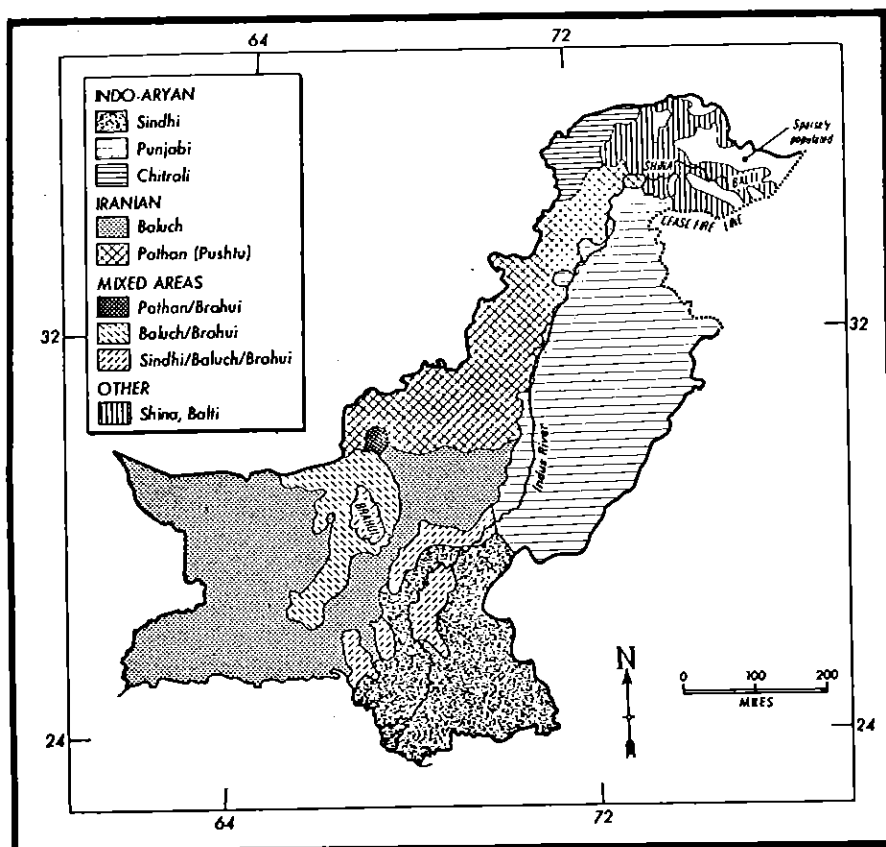 64
72
INDO-ARYAN
Sindhi
Punjabi
Chitrali
IRANIAN
Baluch
Pathan (Pushtu)
MIXED AREAS
Pathan/Brahui
Baluch/Brahui
Sindhi/Baluch/Brahui
OTHER
Shina, Balti
Sparsely
populated
SHINA
BALTI
CEASE FIRE LINE
32
32
Indus River
BRAHUI
N
0 100 200
MILES
24
24
64
72